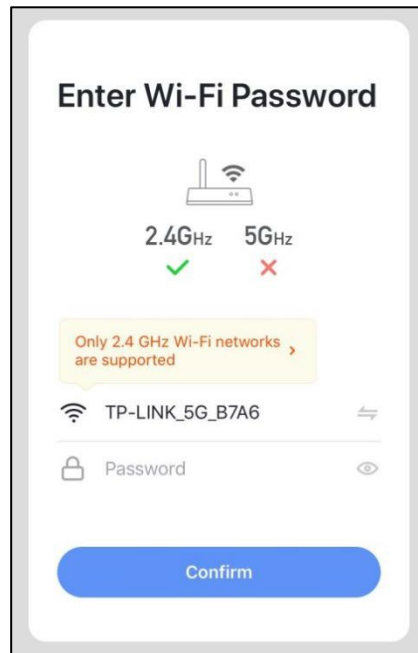 Enter Wi-Fi Password
2.4GHz 5GHz
Only 2.4 GHz Wi-Fi networks
are supported
TP-LINK_5G_B7A6
Password
Confirm